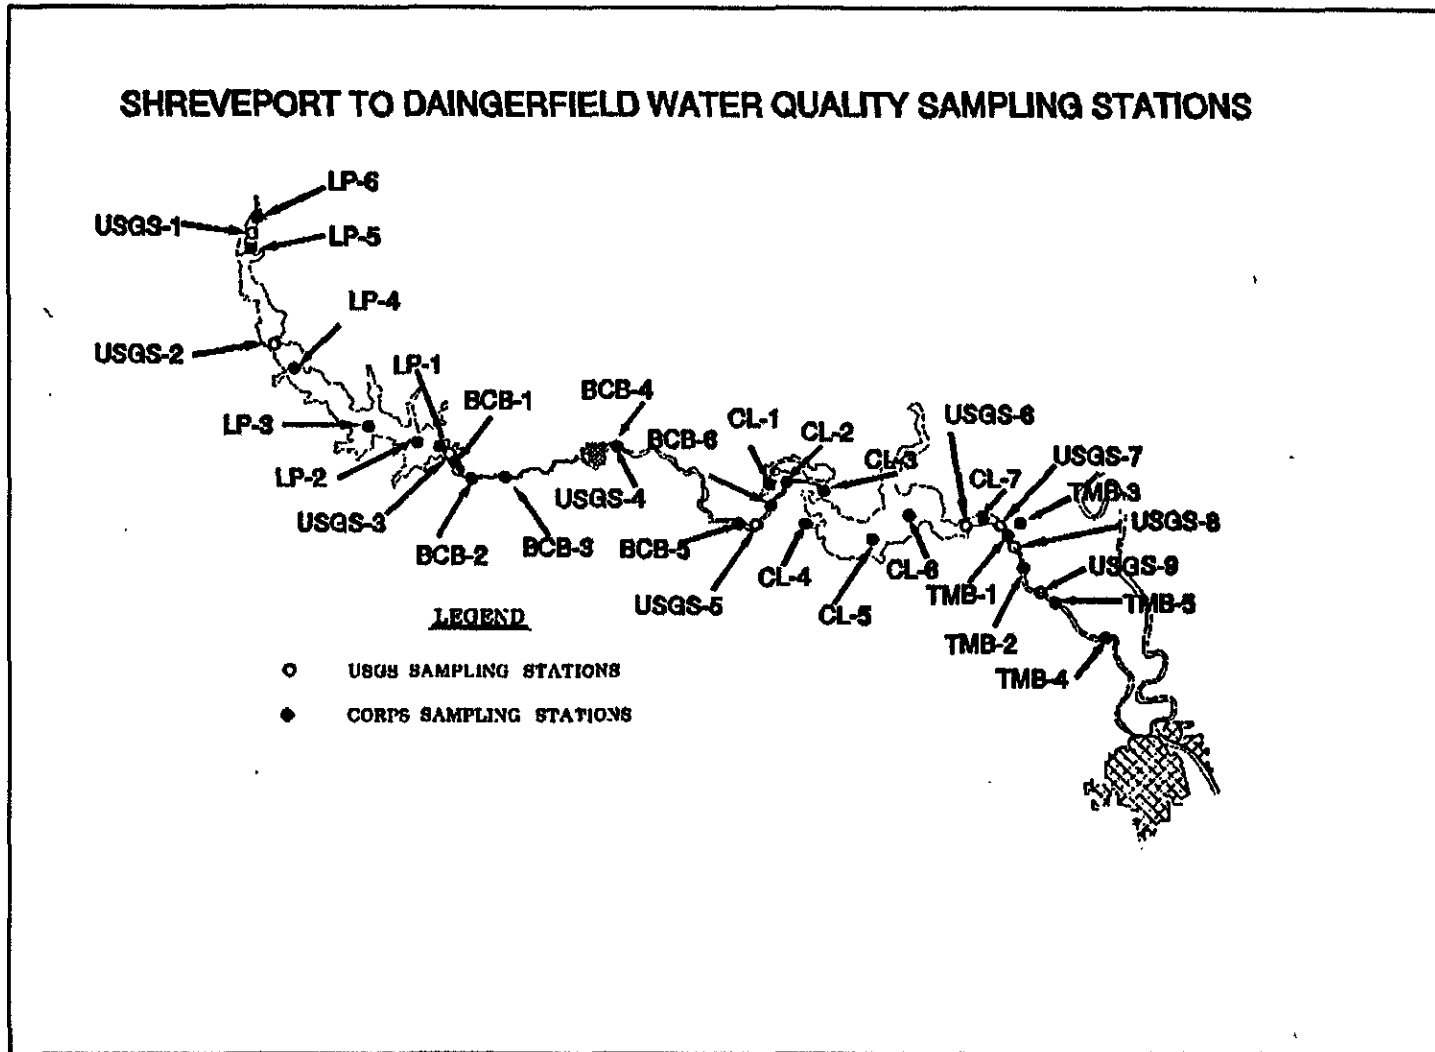 SHREVEPORT TO DAINGERFIELD WATER QUALITY SAMPLING STATIONS
LP-6
USGS-1
LP-5
LP-4
USGS-2
LP-1
BCB-1
BCB-4
LP-3
CL-1
CL-2
USGS-6
BCB-6
CL-3
USGS-7
LP-2
CL-7
TMB-3
USGS-4
USGS-3
USGS-8
BCB-2
BCB-3
BCB-5
CL-4
CL-6
USGS-9
TMB-1
USGS-5
CL-5
TMB-5
LEGEND
TMB-2
USGS SAMPLING STATIONS
TMB-4
CORPS SAMPLING STATIONS